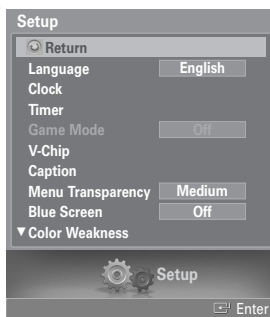 Setup
Return
Language English
Clock
Timer
Game Mode Off
V-Chip
Caption
Menu Transparency Medium
Blue Screen Off
▼ Color Weakness
Setup
Enter